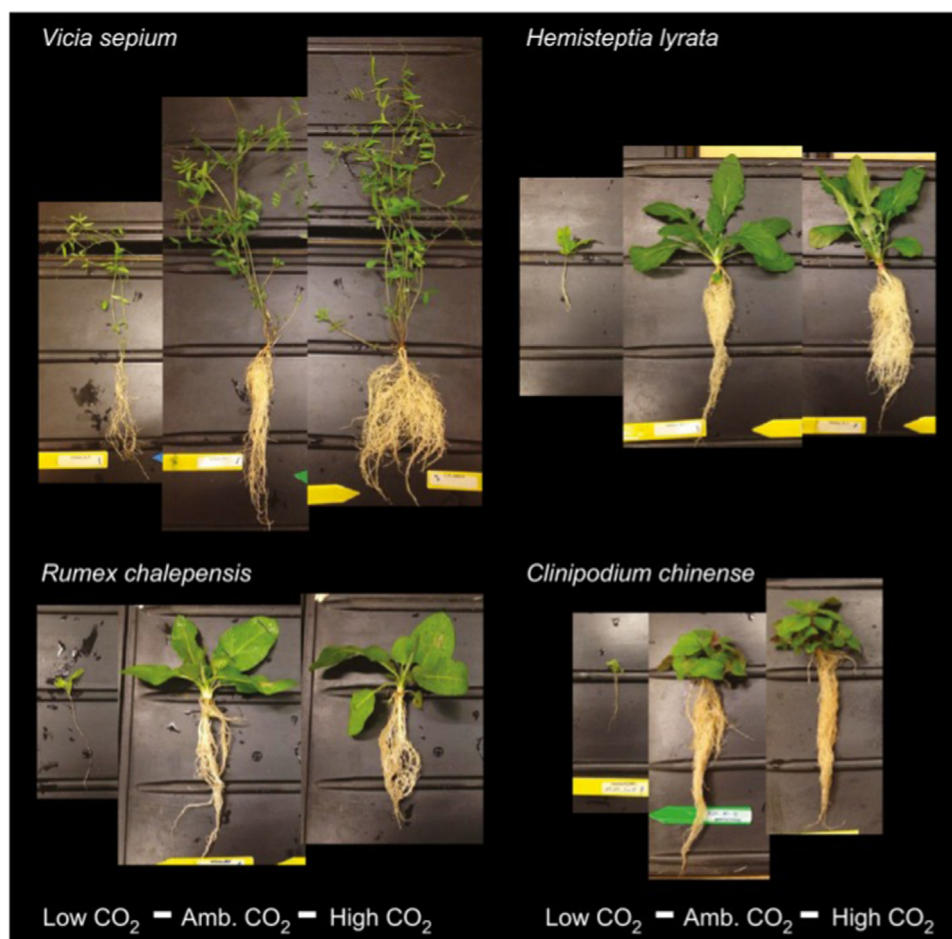 Vicia sepium
Hemisteptia lyrata
Rumex chalepensis
Clinipodium chinense
Low CO₂ - Amb. CO₂ - High CO₂
Low CO₂ - Amb. CO₂ - High CO₂